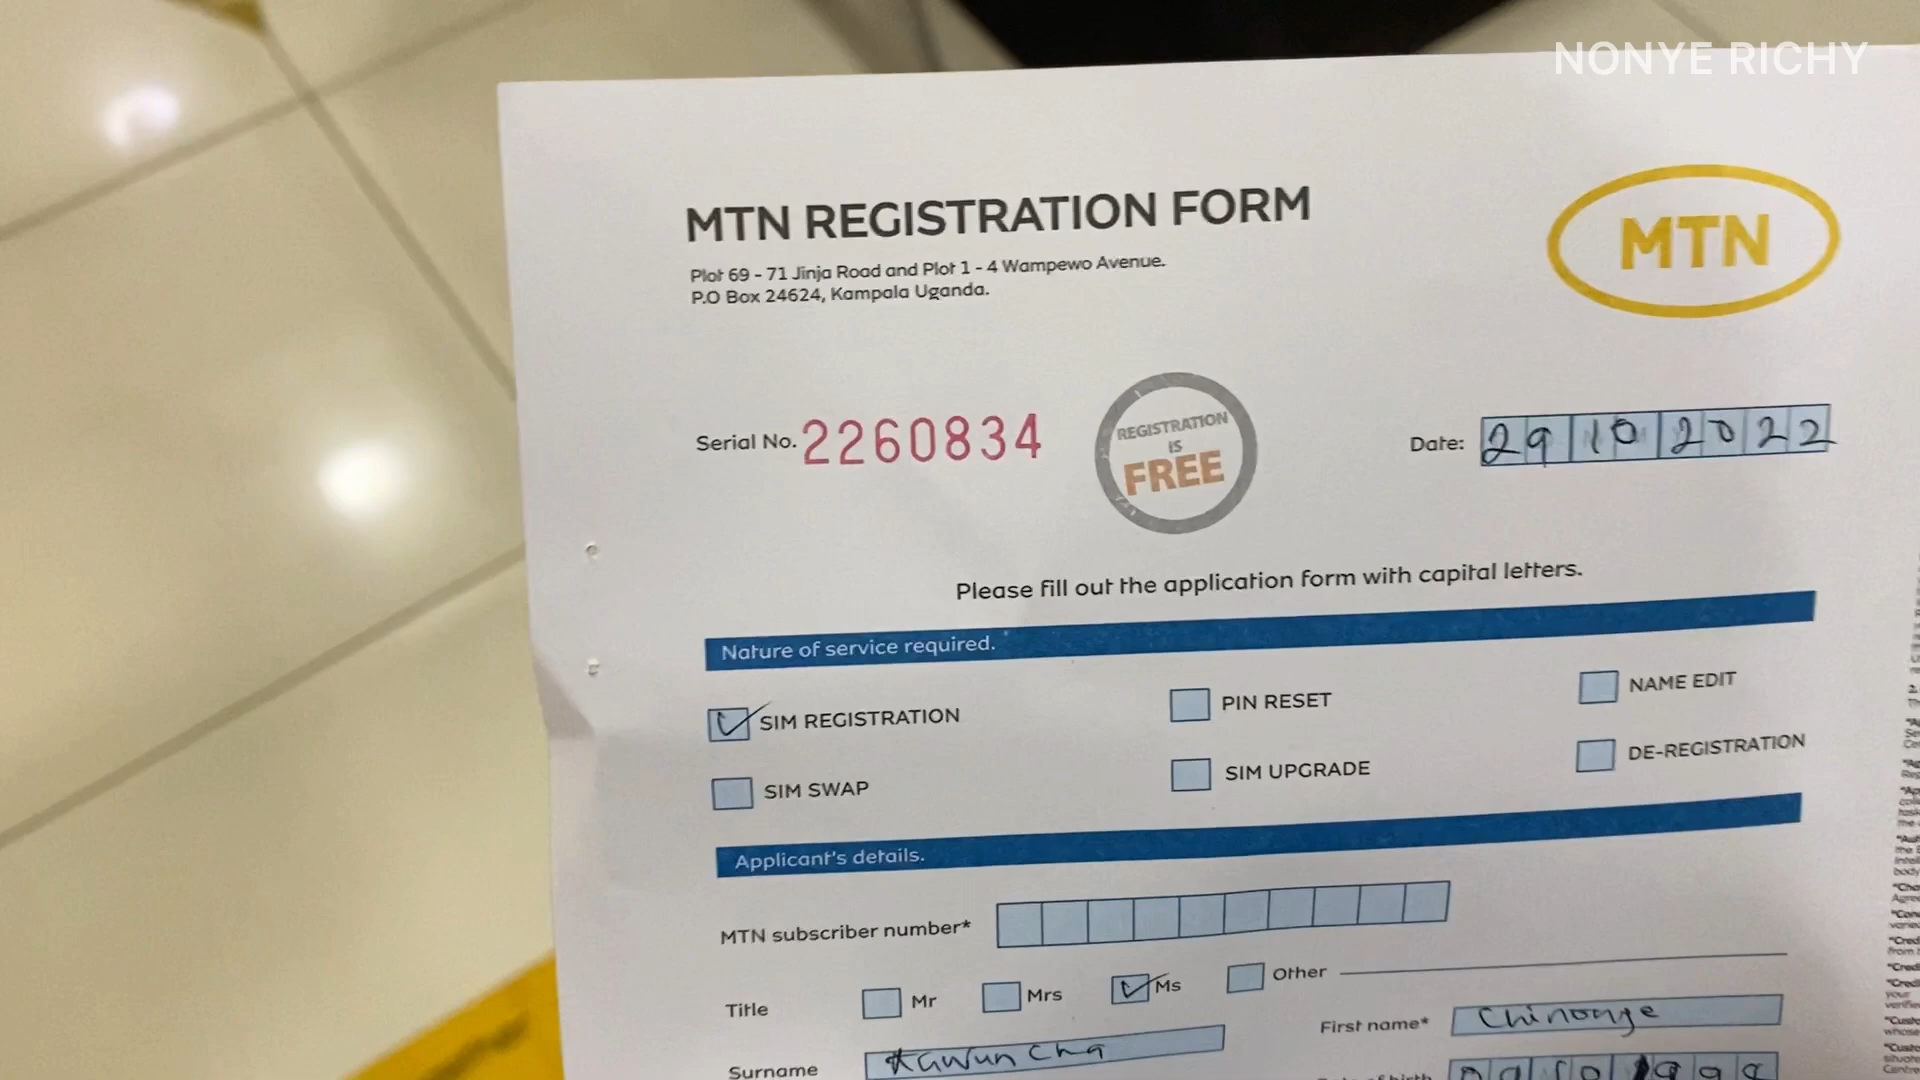 NONYE RICHY
MTN REGISTRATION FORM
MTN
Plot 69 - 71 Jinja Road and Plot 1 - 4 Wampewo Avenue.
P.O Box 24624, Kampala Uganda.
Serial No. 2260834
REGISTRATION
IS
FREE
Date: 29 10 2022
Please fill out the application form with capital letters.
Nature of service required.
SIM REGISTRATION PIN RESET NAME EDIT
SIM SWAP SIM UPGRADE DE-REGISTRATION
Applicant's details.
MTN subscriber number*
Title Mr Mrs Ms Other
First name* Chinonye
Surname